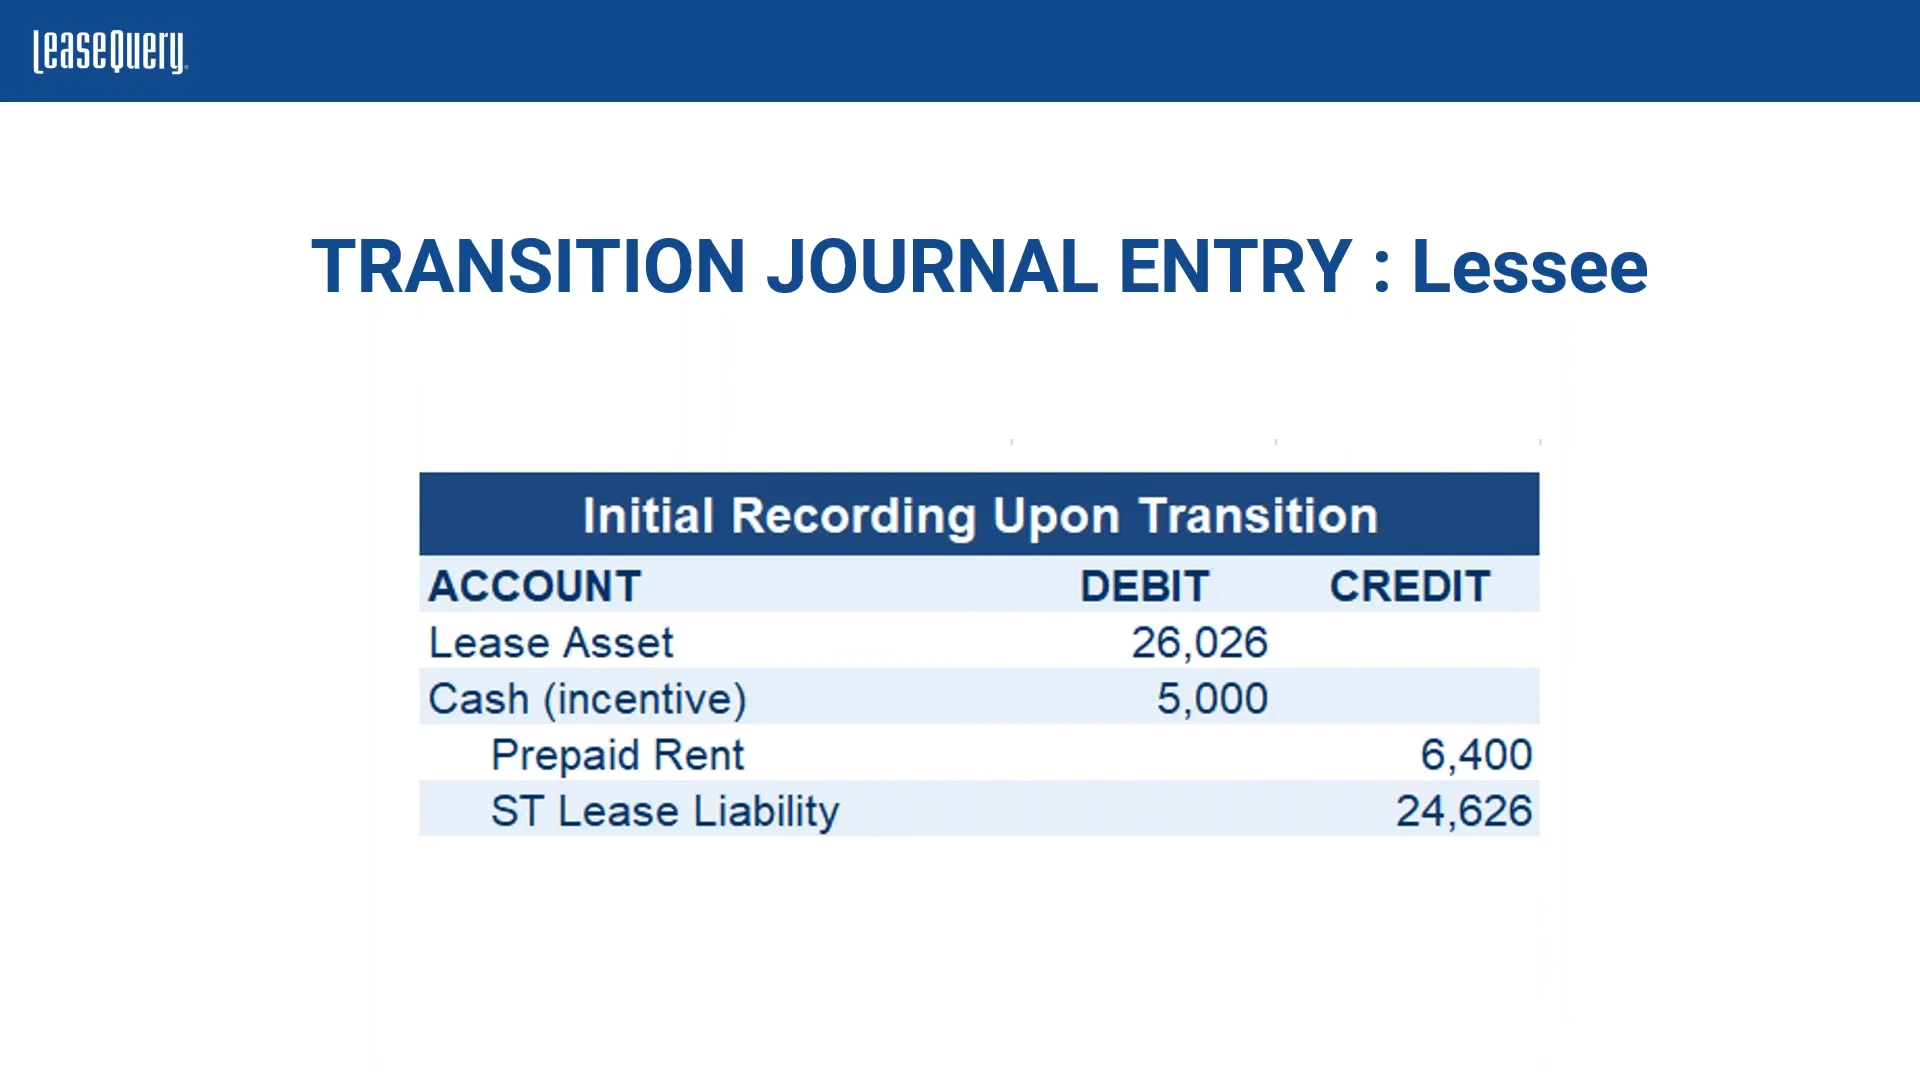 LeaseQuery
TRANSITION JOURNAL ENTRY : Lessee
Initial Recording Upon Transition
ACCOUNT DEBIT CREDIT
Lease Asset 26,026
Cash (incentive) 5,000
Prepaid Rent 6,400
ST Lease Liability 24,626